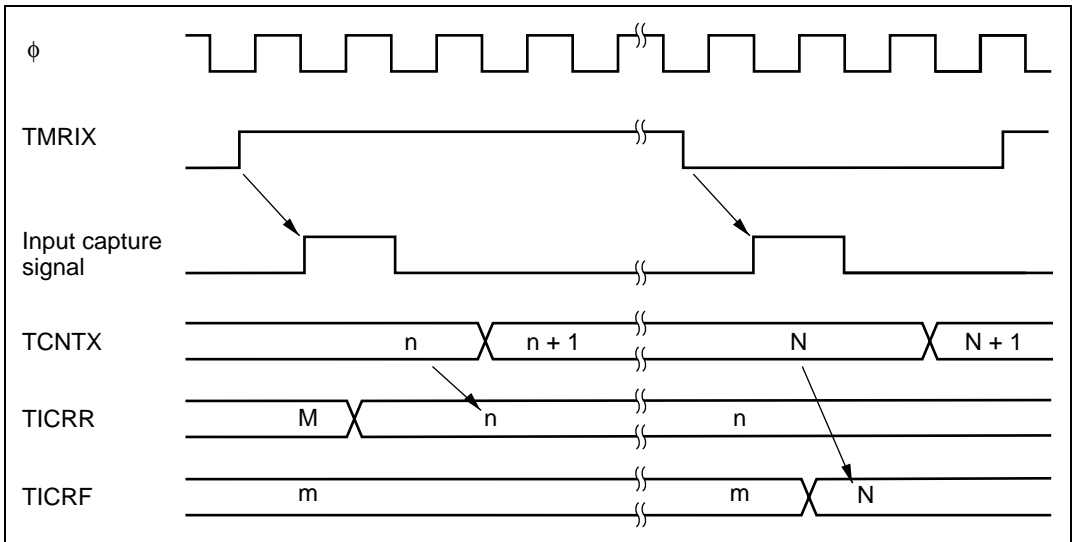 ϕ
TMRIX
Input capture
signal
TCNTX n n + 1 N N + 1
TICRR M n n
TICRF m m N